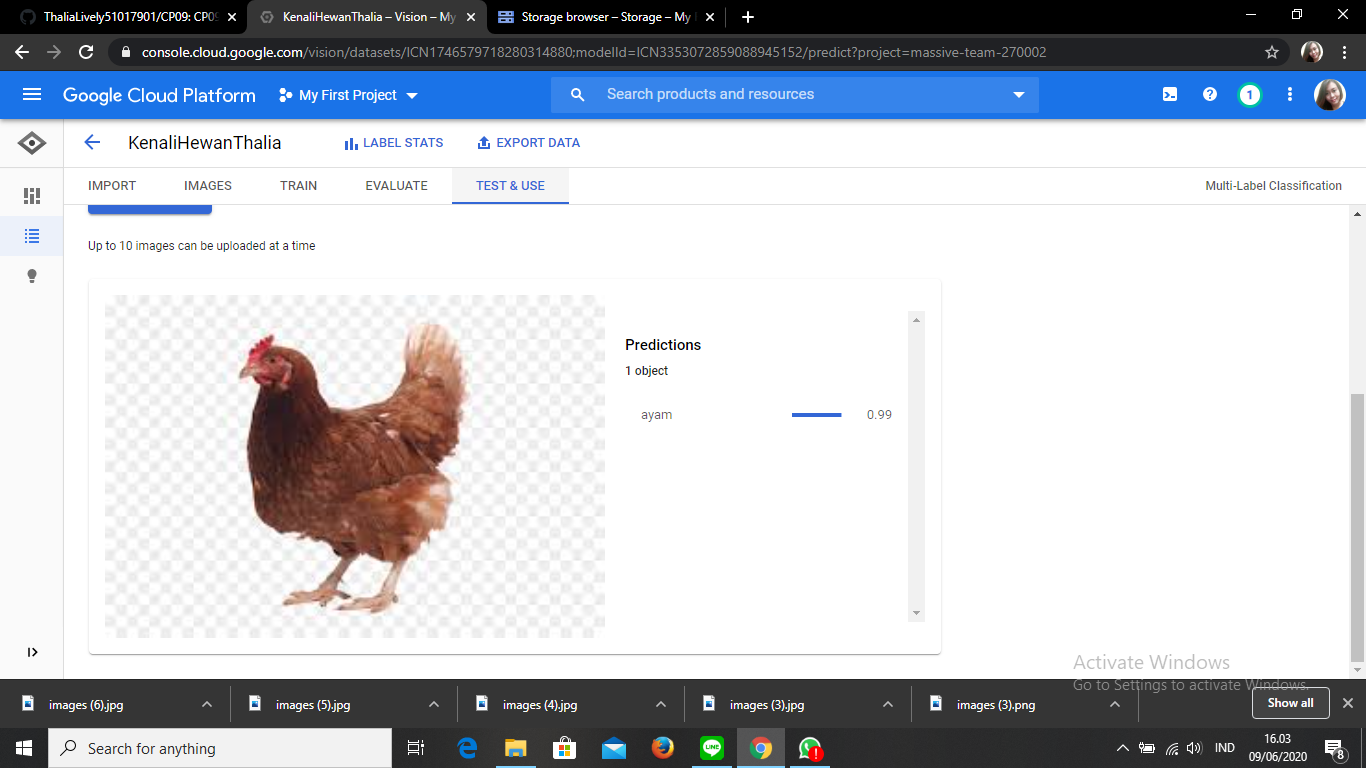 ThaliaLively51017901/CP09: CP09
KenaliHewanThalia – Vision – My
Storage browser – Storage – My
console.cloud.google.com/vision/datasets/ICN1746579718280314880;modelId=ICN3353072859088945152/predict?project=massive-team-270002
Google Cloud Platform
My First Project
Search products and resources
1
KenaliHewanThalia
LABEL STATS
EXPORT DATA
IMPORT
IMAGES
TRAIN
EVALUATE
TEST & USE
Multi-Label Classification
Up to 10 images can be uploaded at a time
Predictions
1 object
ayam
0.99
Activate Windows
Go to Settings to activate Windows.
images (6).jpg
images (5).jpg
images (4).jpg
images (3).jpg
images (3).png
Show all
Search for anything
LINE
IND
16.03
09/06/2020
8